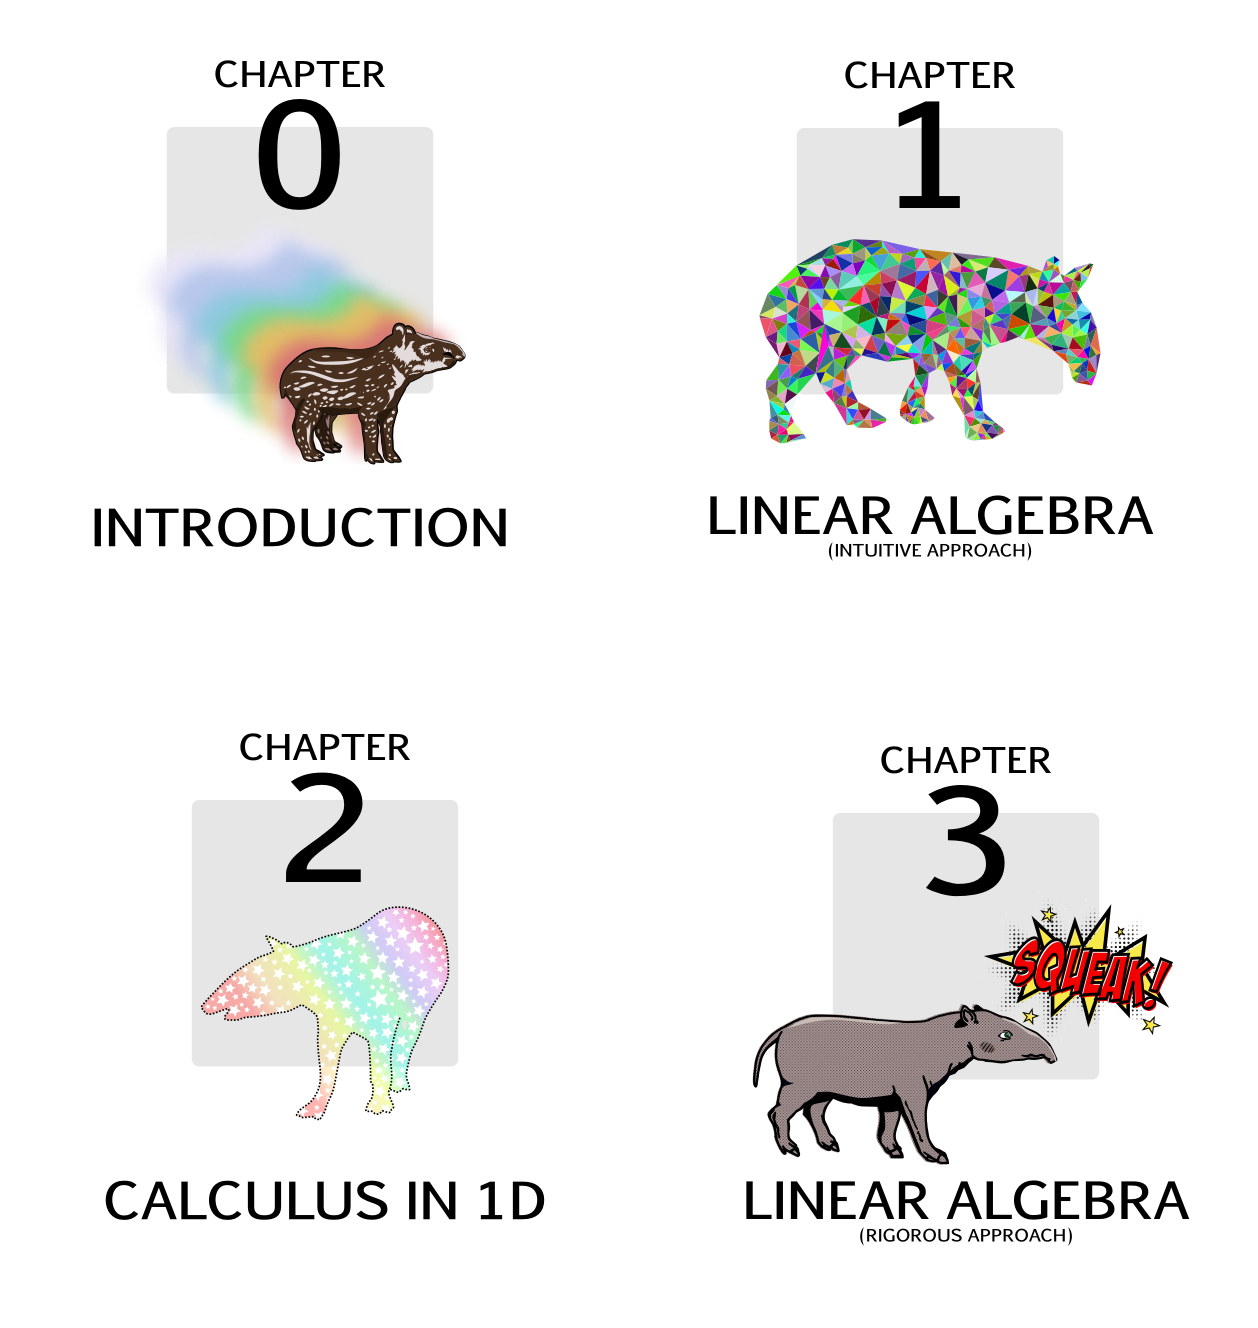 CHAPTER
0
INTRODUCTION
CHAPTER
1
LINEAR ALGEBRA
(INTUITIVE APPROACH)
CHAPTER
2
CALCULUS IN 1D
CHAPTER
3
SQUEAK!
LINEAR ALGEBRA
(RIGOROUS APPROACH)